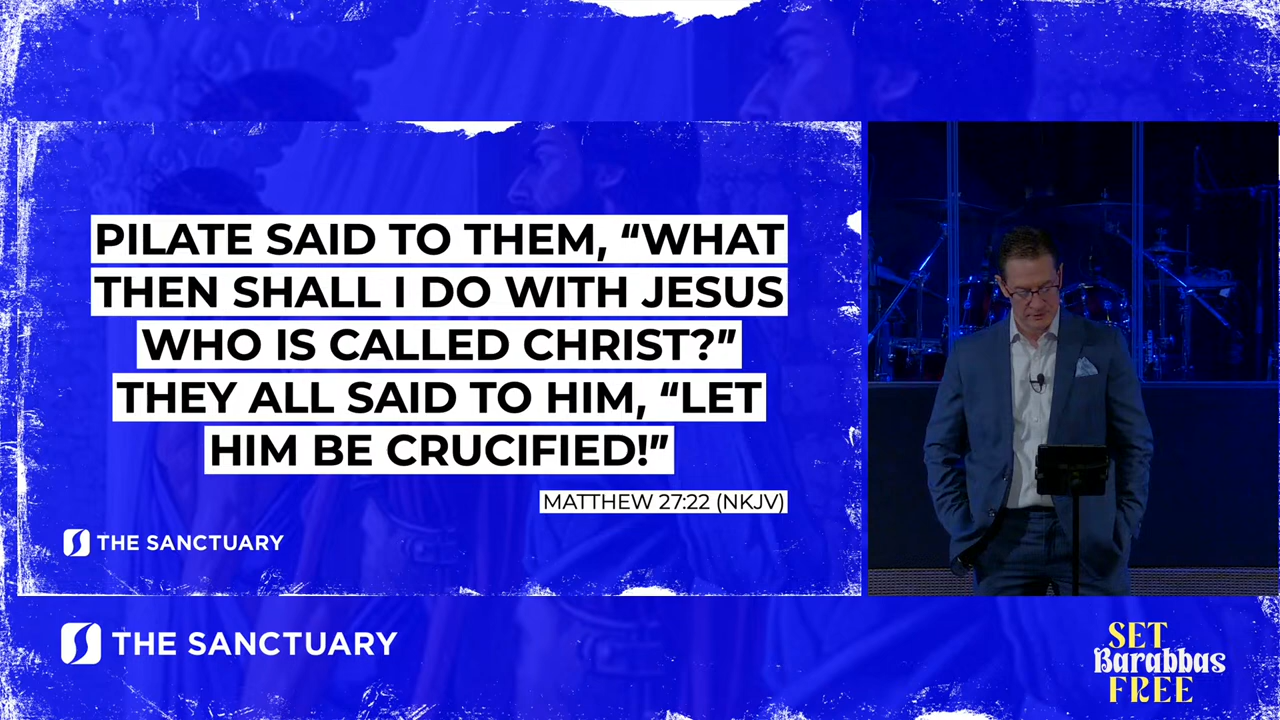 PILATE SAID TO THEM, “WHAT
THEN SHALL I DO WITH JESUS
WHO IS CALLED CHRIST?”
THEY ALL SAID TO HIM, “LET
HIM BE CRUCIFIED!”
MATTHEW 27:22 (NKJV)
THE SANCTUARY
THE SANCTUARY
SET
Barabbas
FREE